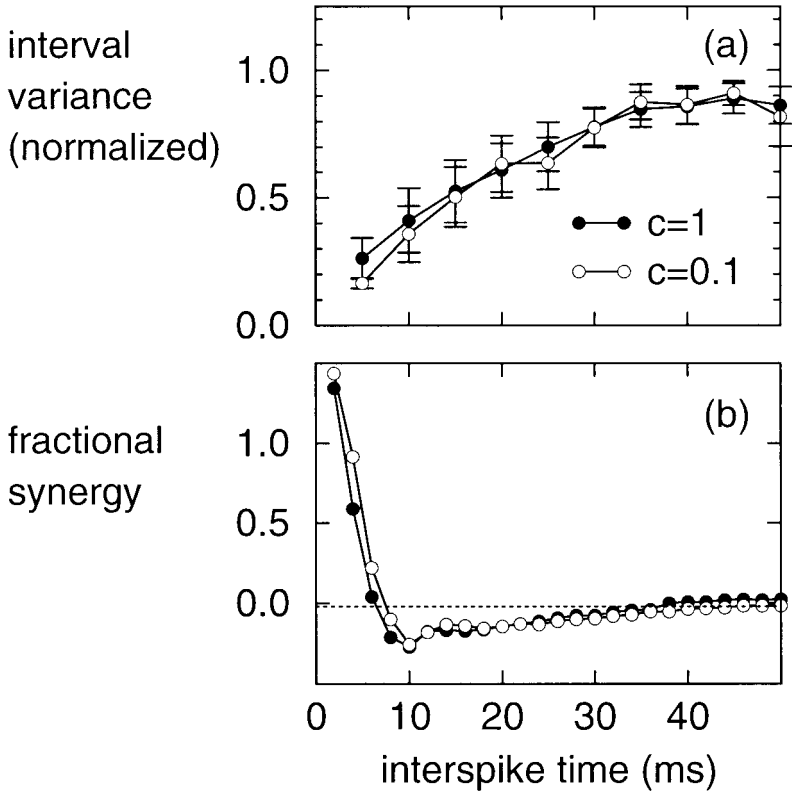 interval
variance
(normalized)
1.0
0.5
0.0
(a)
c=1
c=0.1
fractional
synergy
1.0
0.5
0.0
(b)
0 10 20 30 40
interspike time (ms)